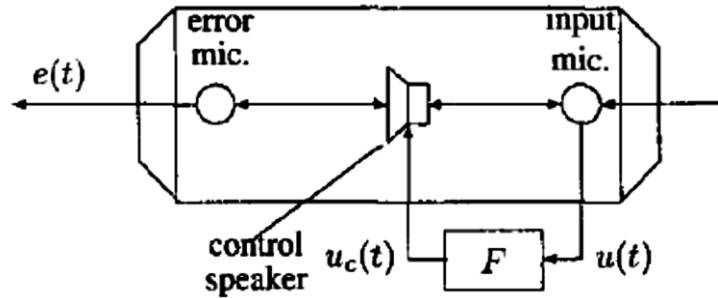 error
mic.
input
mic.
e(t)
control
speaker
u_c(t)
F
u(t)